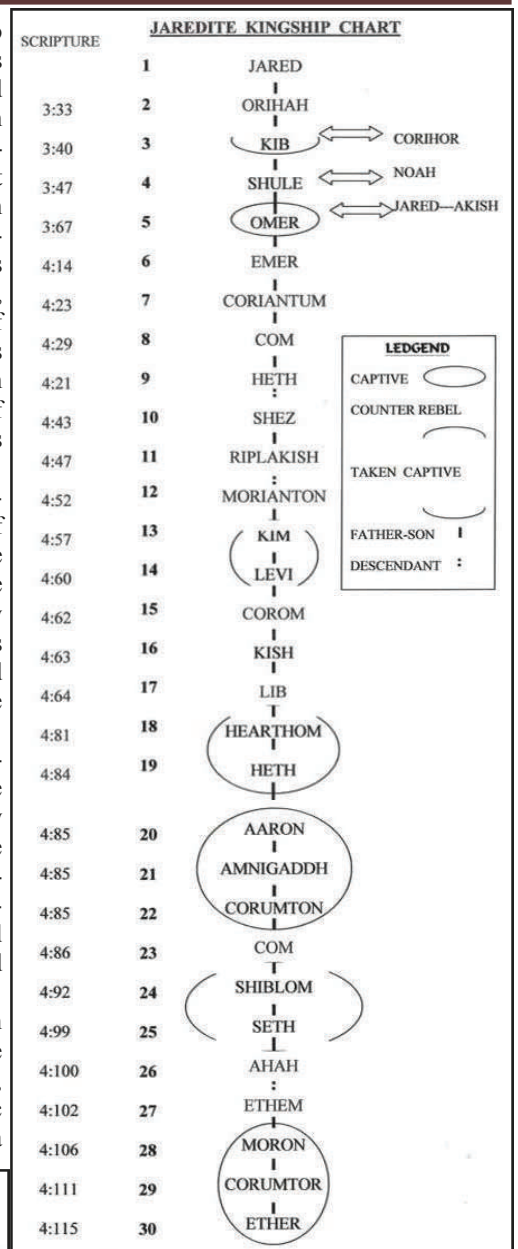 JAREDITE KINGSHIP CHART
SCRIPTURE
1 JARED
3:33 2 ORIHAH
3:40 3 KIB CORIHOR
3:47 4 SHULE NOAH
3:67 5 OMER JARED---AKISH
4:14 6 EMER
4:23 7 CORIANTUM
4:29 8 COM
4:21 9 HETH
4:43 10 SHEZ
4:47 11 RIPLAKISH
4:52 12 MORIANTON
4:57 13 KIM
4:60 14 LEVI
4:62 15 COROM
4:63 16 KISH
4:64 17 LIB
4:81 18 HEARTHOM
4:84 19 HETH
4:85 20 AARON
4:85 21 AMNIGADDH
4:85 22 CORUMTON
4:86 23 COM
4:92 24 SHIBLOM
4:99 25 SETH
4:100 26 AHAH
4:102 27 ETHEM
4:106 28 MORON
4:111 29 CORUMTOR
4:115 30 ETHER
LEDGEND
CAPTIVE
COUNTER REBEL
TAKEN CAPTIVE
FATHER-SON
DESCENDANT :